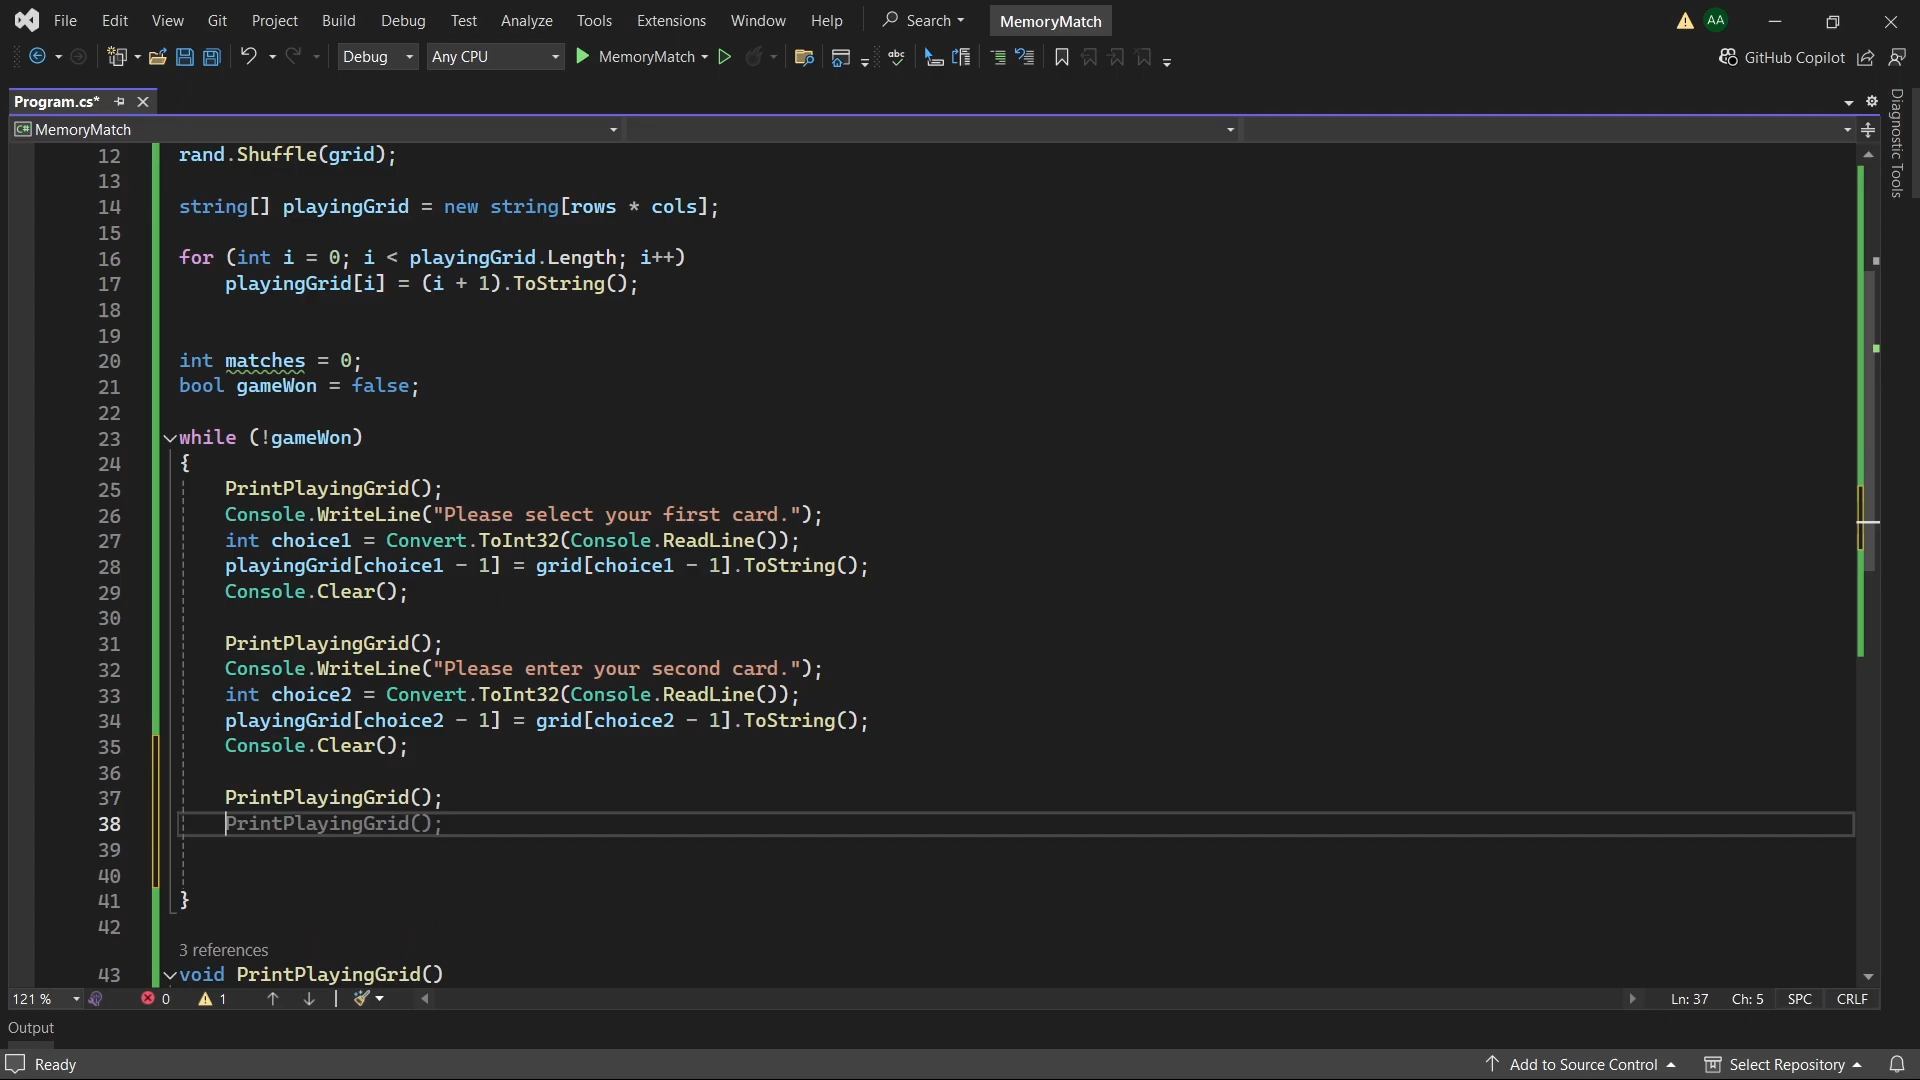 File Edit View Git Project Build Debug Test Analyze Tools Extensions Window Help Search MemoryMatch AA
Debug Any CPU MemoryMatch abc GitHub Copilot
Program.cs*
Diagnostic Tools
C# MemoryMatch
12 rand.Shuffle(grid);
13
14 string[] playingGrid = new string[rows * cols];
15
16 for (int i = 0; i < playingGrid.Length; i++)
17 playingGrid[i] = (i + 1).ToString();
18
19
20 int matches = 0;
21 bool gameWon = false;
22
23 while (!gameWon)
24 {
25 PrintPlayingGrid();
26 Console.WriteLine("Please select your first card.");
27 int choice1 = Convert.ToInt32(Console.ReadLine());
28 playingGrid[choice1 - 1] = grid[choice1 - 1].ToString();
29 Console.Clear();
30
31 PrintPlayingGrid();
32 Console.WriteLine("Please enter your second card.");
33 int choice2 = Convert.ToInt32(Console.ReadLine());
34 playingGrid[choice2 - 1] = grid[choice2 - 1].ToString();
35 Console.Clear();
36
37 PrintPlayingGrid();
38 PrintPlayingGrid();
39
40
41 }
42
3 references
43 void PrintPlayingGrid()
121 % 0 1 Ln: 37 Ch: 5 SPC CRLF
Output
Ready Add to Source Control Select Repository